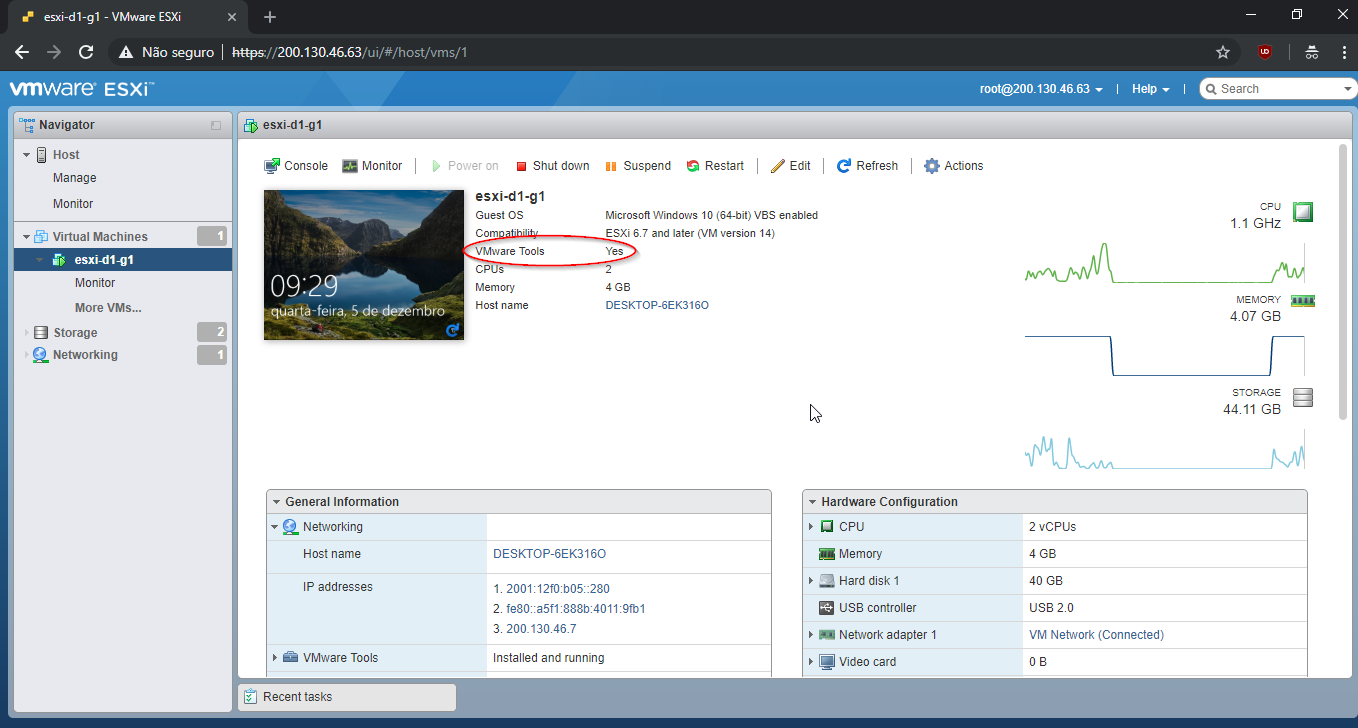 esxi-d1-g1 - VMware ESXi
Não seguro https://200.130.46.63/ui/#/host/vms/1
vmware ESXi™
root@200.130.46.63 Help Search
Navigator
Host
Manage
Monitor
Virtual Machines 1
esxi-d1-g1
Monitor
More VMs...
Storage 2
Networking 1
esxi-d1-g1
Console Monitor Power on Shut down Suspend Restart Edit Refresh Actions
09:29
quarta-feira, 5 de dezembro
esxi-d1-g1
Guest OS Microsoft Windows 10 (64-bit) VBS enabled
Compatibility ESXi 6.7 and later (VM version 14)
VMware Tools Yes
CPUs 2
Memory 4 GB
Host name DESKTOP-6EK316O
CPU
1.1 GHz
MEMORY
4.07 GB
STORAGE
44.11 GB
General Information
Networking
Host name DESKTOP-6EK316O
IP addresses 1. 2001:12f0:b05::280
2. fe80::a5f1:888b:4011:9fb1
3. 200.130.46.7
VMware Tools Installed and running
Hardware Configuration
CPU 2 vCPUs
Memory 4 GB
Hard disk 1 40 GB
USB controller USB 2.0
Network adapter 1 VM Network (Connected)
Video card 0 B
Recent tasks